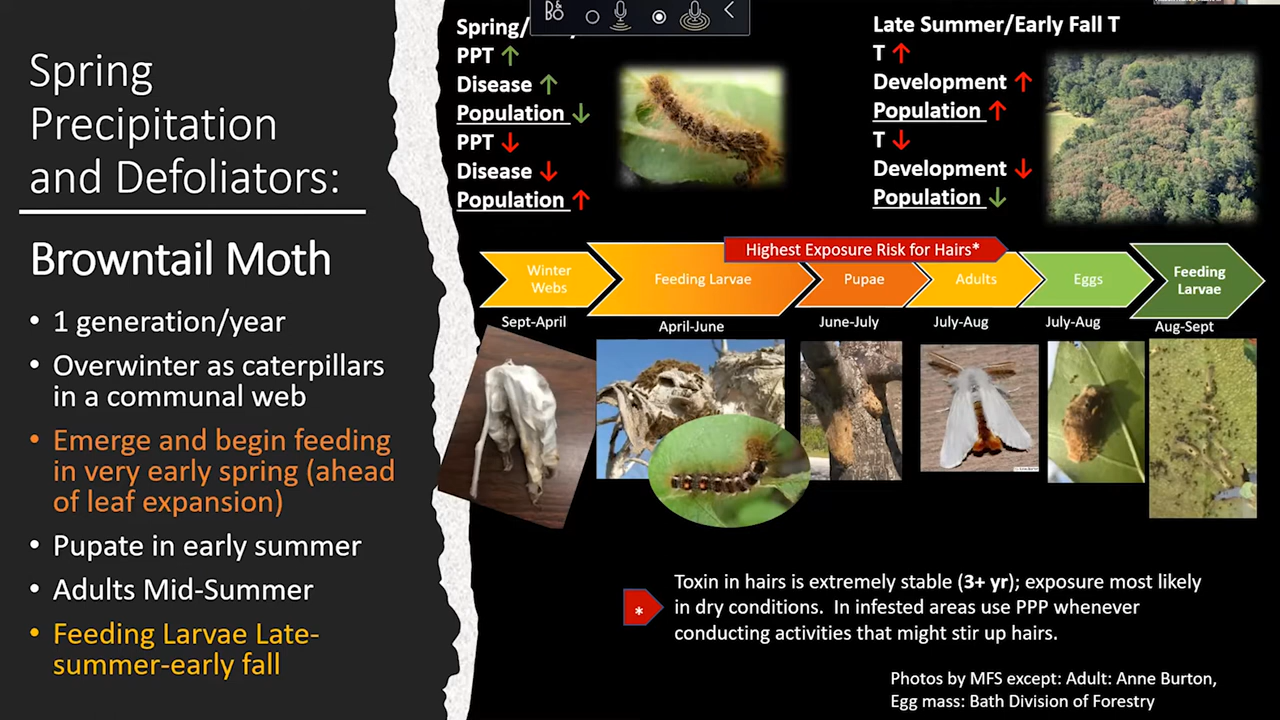 Spring
Precipitation
and Defoliators:
Browntail Moth
• 1 generation/year
• Overwinter as caterpillars
in a communal web
• Emerge and begin feeding
in very early spring (ahead
of leaf expansion)
• Pupate in early summer
• Adults Mid-Summer
• Feeding Larvae Late-
summer-early fall
Spring/
PPT ↑
Disease ↑
Population ↓
PPT ↓
Disease ↓
Population ↑
Late Summer/Early Fall T
T ↑
Development ↑
Population ↑
T ↓
Development ↓
Population ↓
Highest Exposure Risk for Hairs*
Winter
Webs
Feeding Larvae
Pupae
Adults
Eggs
Feeding
Larvae
Sept-April
April-June
June-July
July-Aug
July-Aug
Aug-Sept
*
Toxin in hairs is extremely stable (3+ yr); exposure most likely
in dry conditions. In infested areas use PPP whenever
conducting activities that might stir up hairs.
Photos by MFS except: Adult: Anne Burton,
Egg mass: Bath Division of Forestry